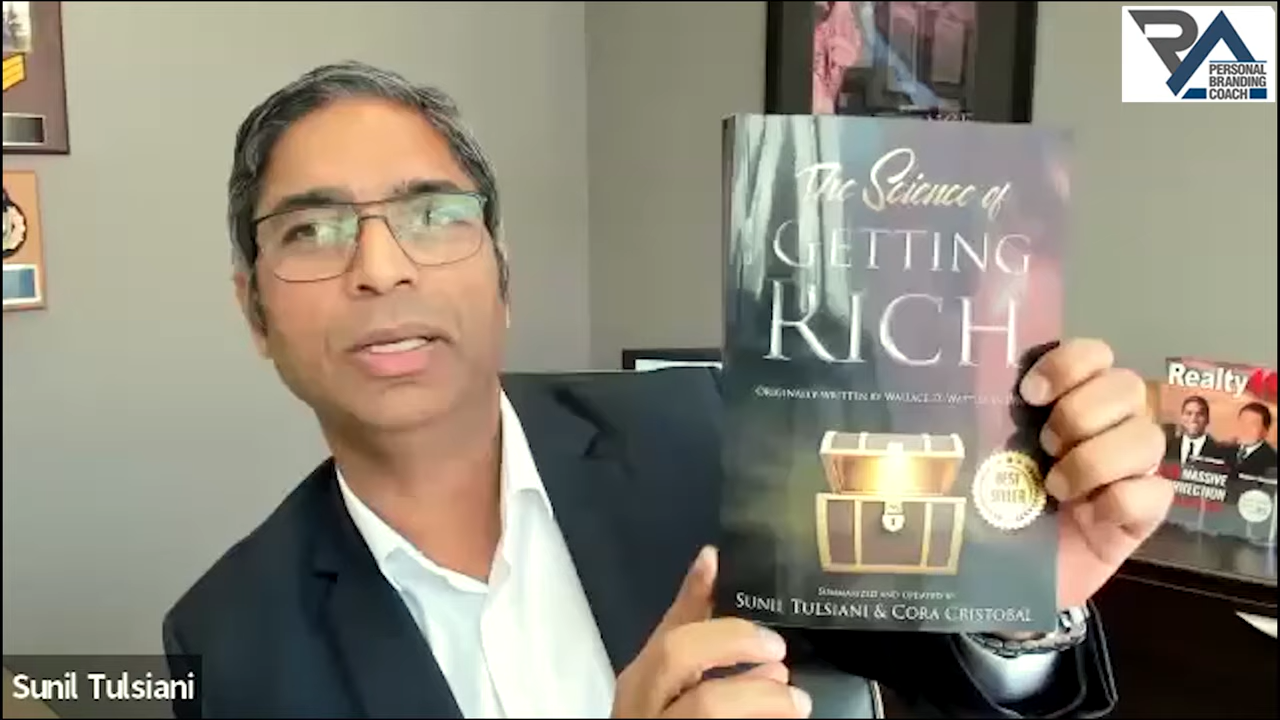 PERSONAL
BRANDING
COACH
The Science of
GETTING
RICH
ORIGINALLY WRITTEN BY WALLACE D. WATTLES
BEST
SELLER
SUMMARIZED AND UPDATED BY
SUNIL TULSIANI & CORA CRISTOBAL
Realty
MASSIVE
Sunil Tulsiani